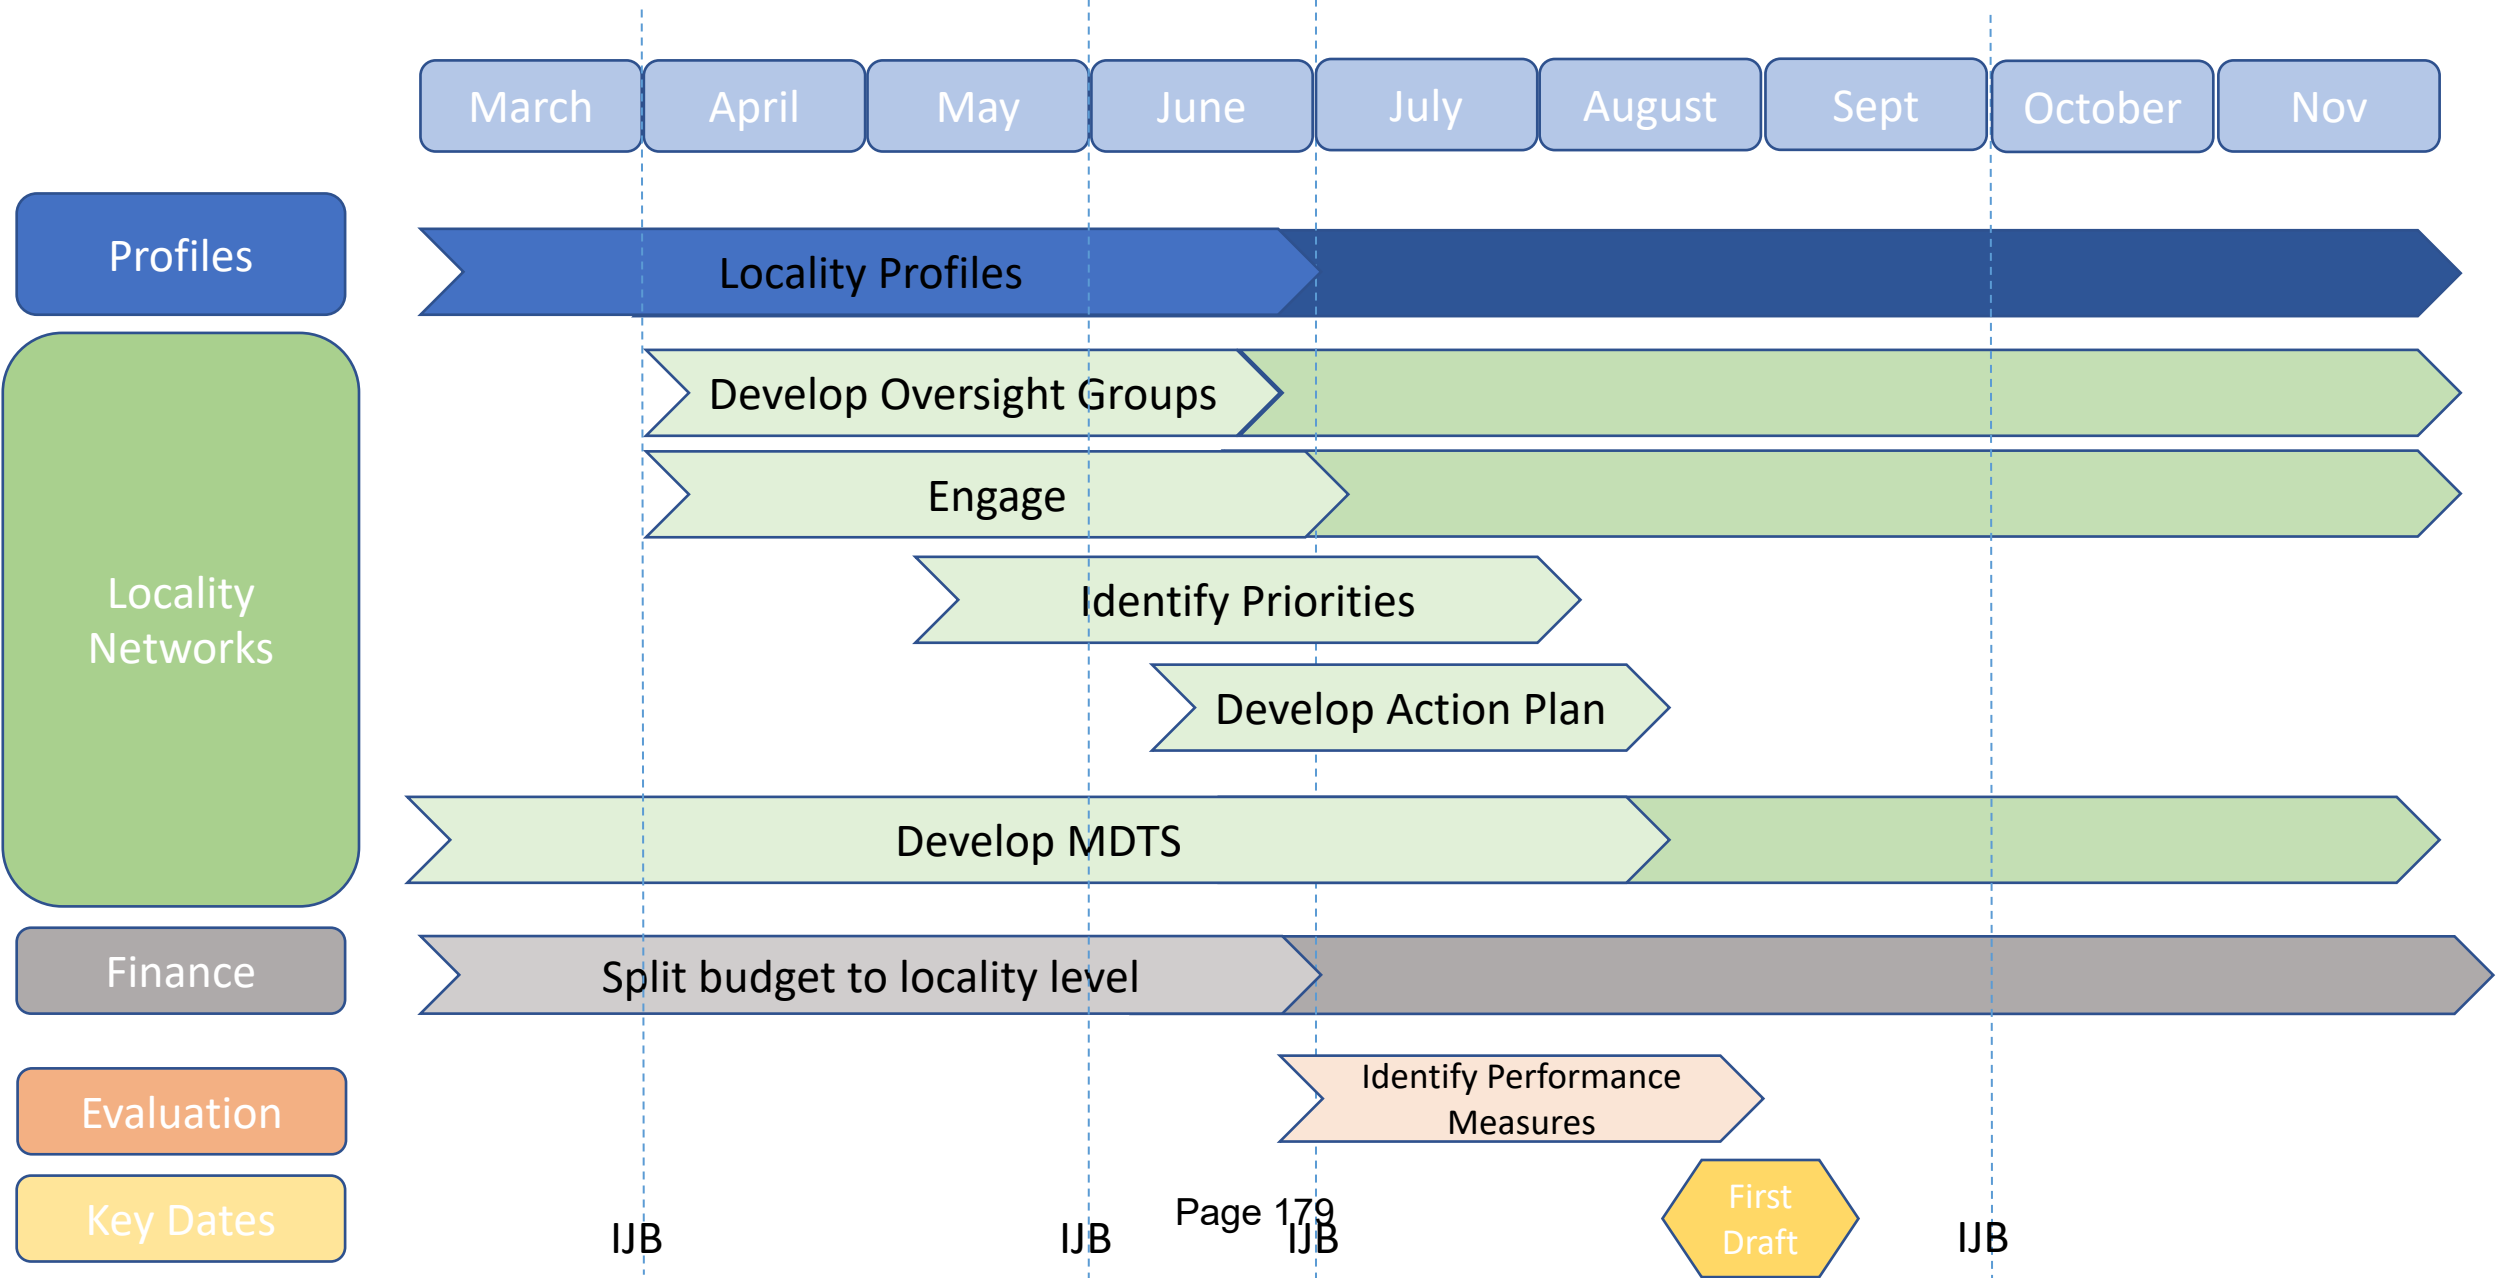 March
April
May
June
July
August
Sept
October
Nov
Profiles
Locality Profiles
Locality
Networks
Develop Oversight Groups
Engage
Identify Priorities
Develop Action Plan
Develop MDTS
Finance
Split budget to locality level
Evaluation
Identify Performance
Measures
Key Dates
IJB
IJB
Page 179
IJB
First
Draft
IJB